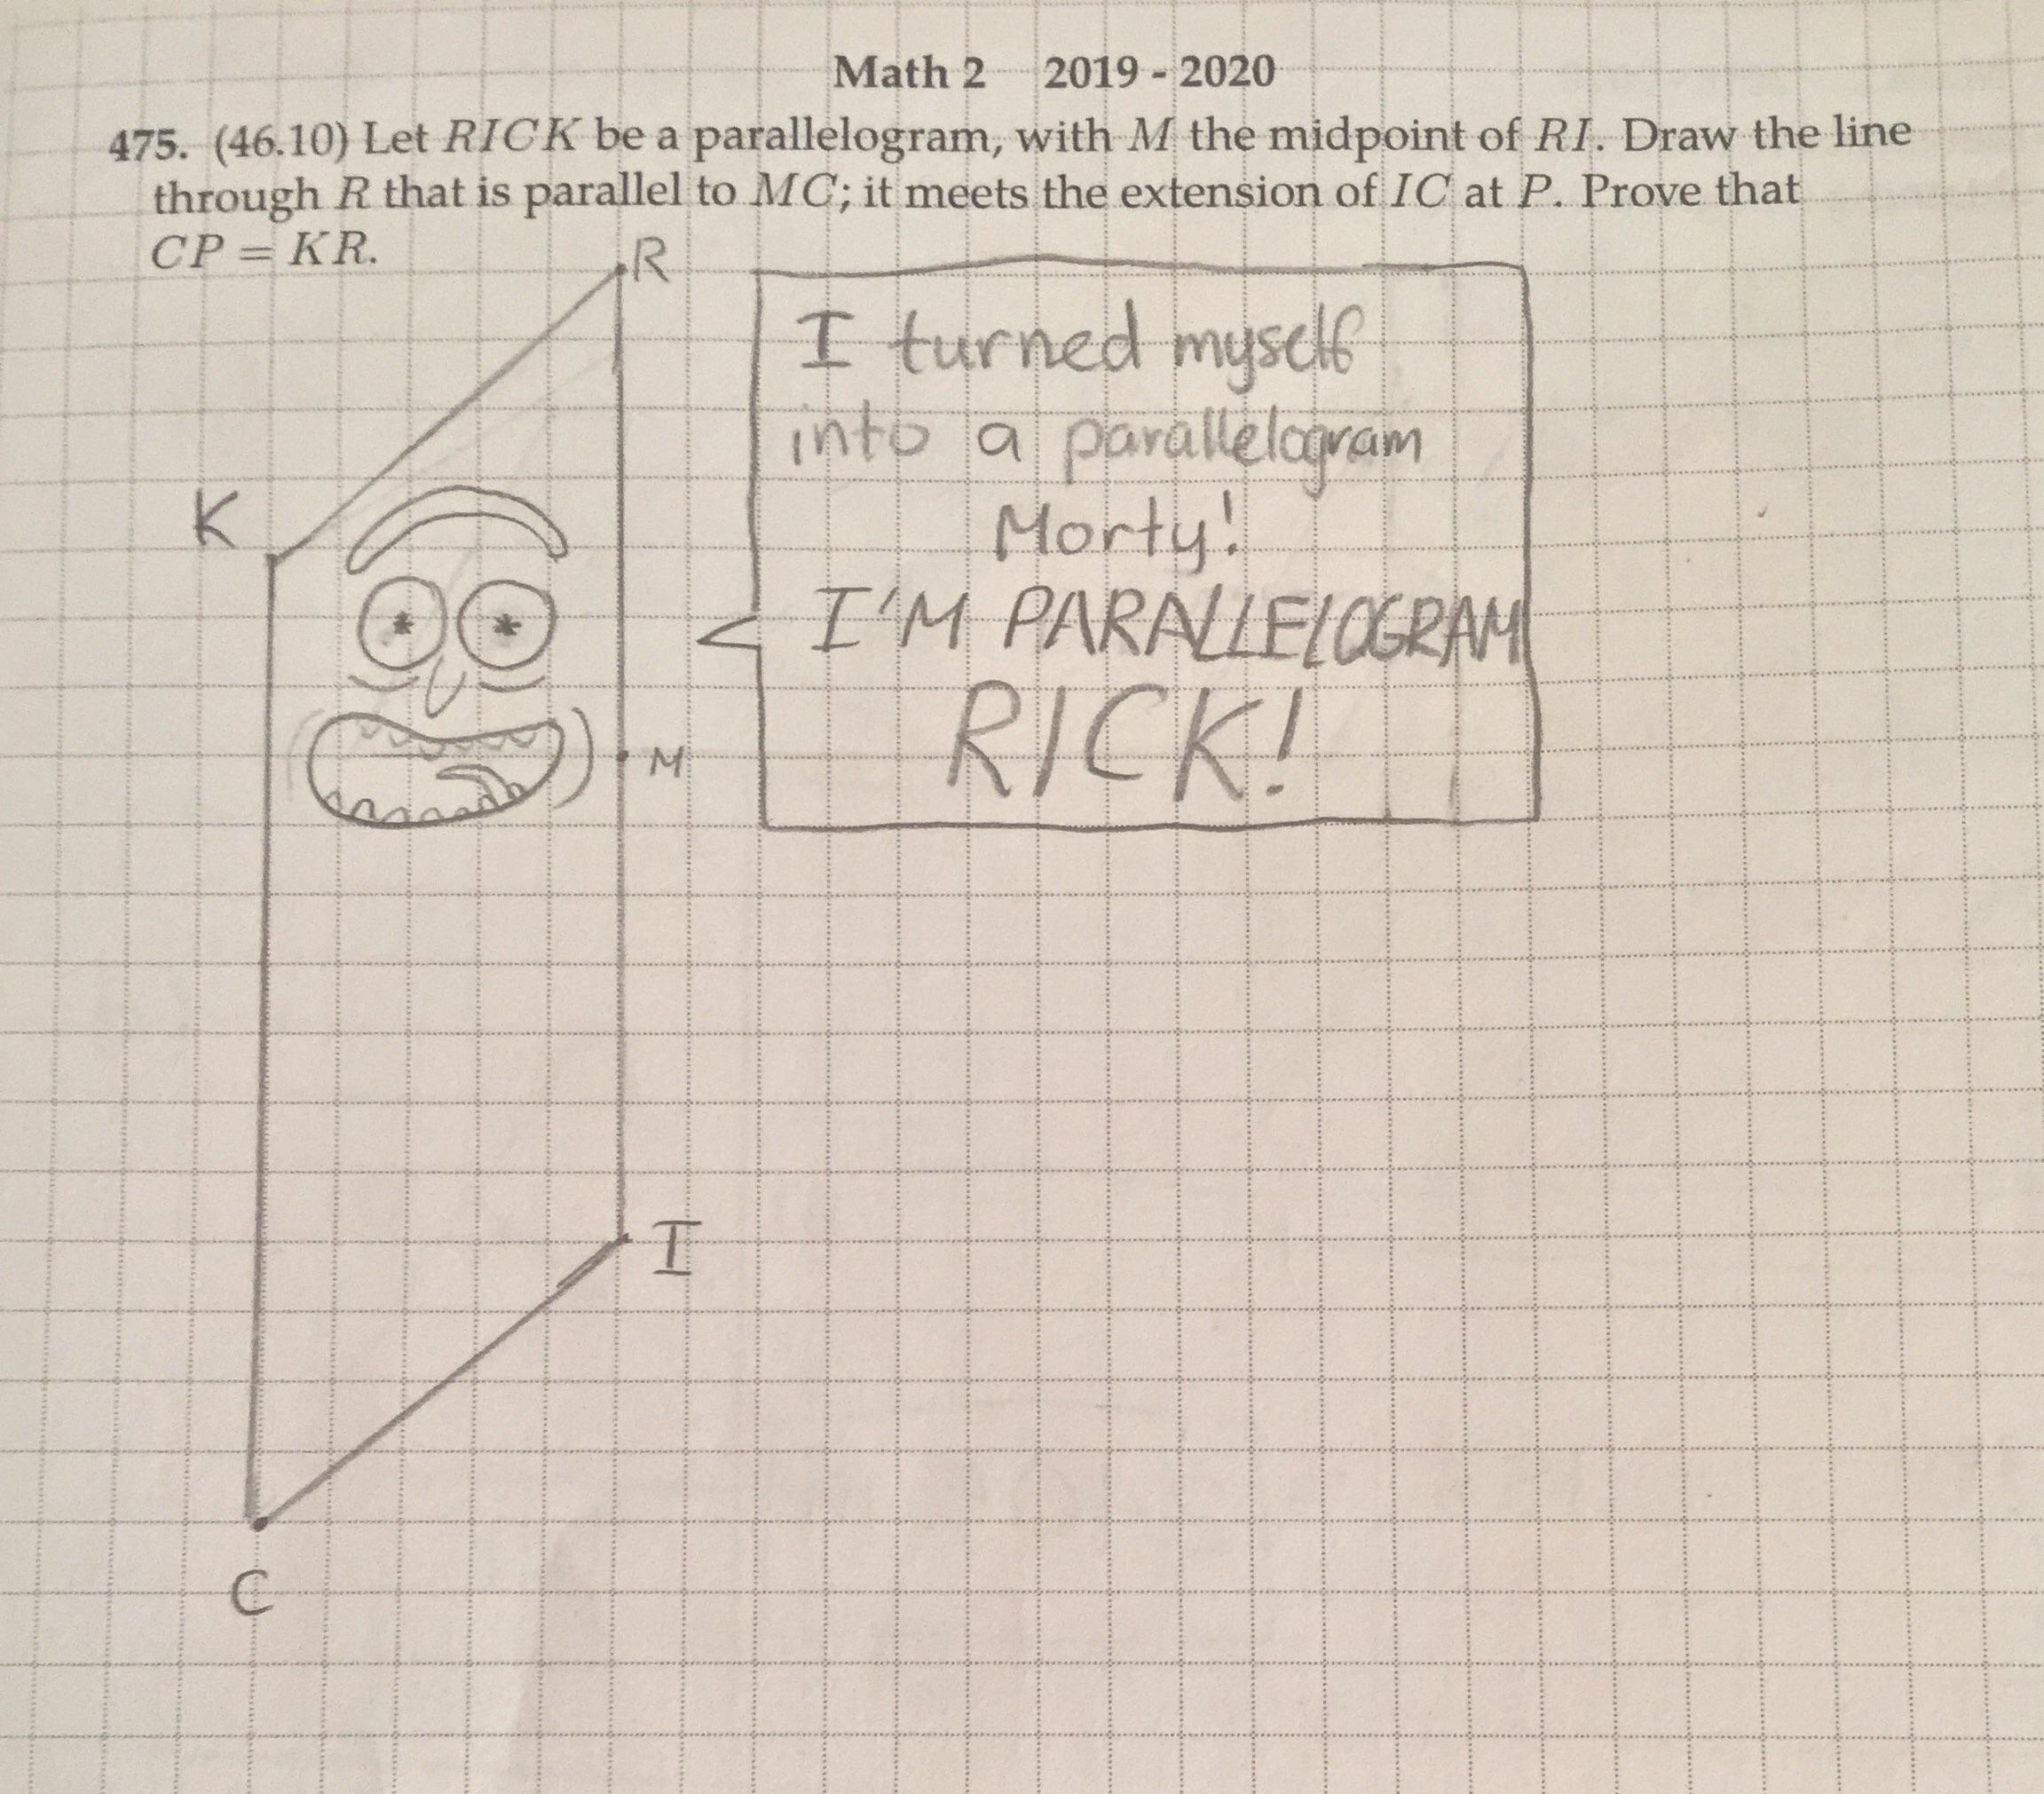 Math 2 2019 - 2020
475. (46.10) Let RICK be a parallelogram, with M the midpoint of RI. Draw the line
through R that is parallel to MC; it meets the extension of IC at P. Prove that
CP = KR.
R
I turned myself
into a parallelogram
Morty!
K
I'M PARALLELOGRAM
RICK!
M
I
C